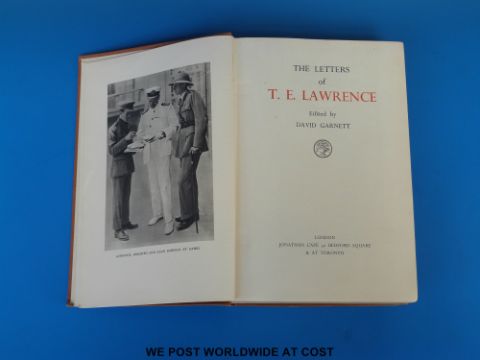 THE LETTERS
of
T. E. LAWRENCE
Edited by
DAVID GARNETT
LONDON
JONATHAN CAPE 30 BEDFORD SQUARE
& AT TORONTO
WE POST WORLDWIDE AT COST